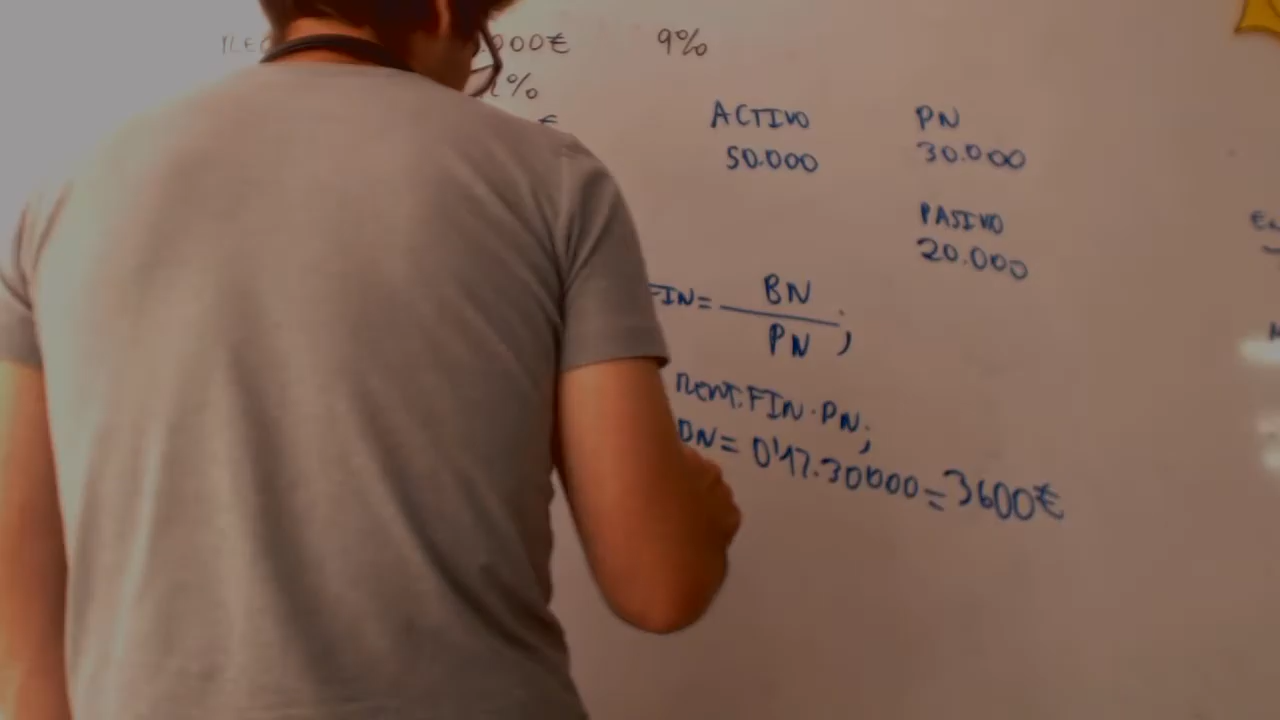 000€ 9%
%
€
ACTIVO PN
50.000 30.000
PASIVO
20.000
FIN= BN
PN ;
RENT.FIN·PN;
BN= 0'12·30000=3600€